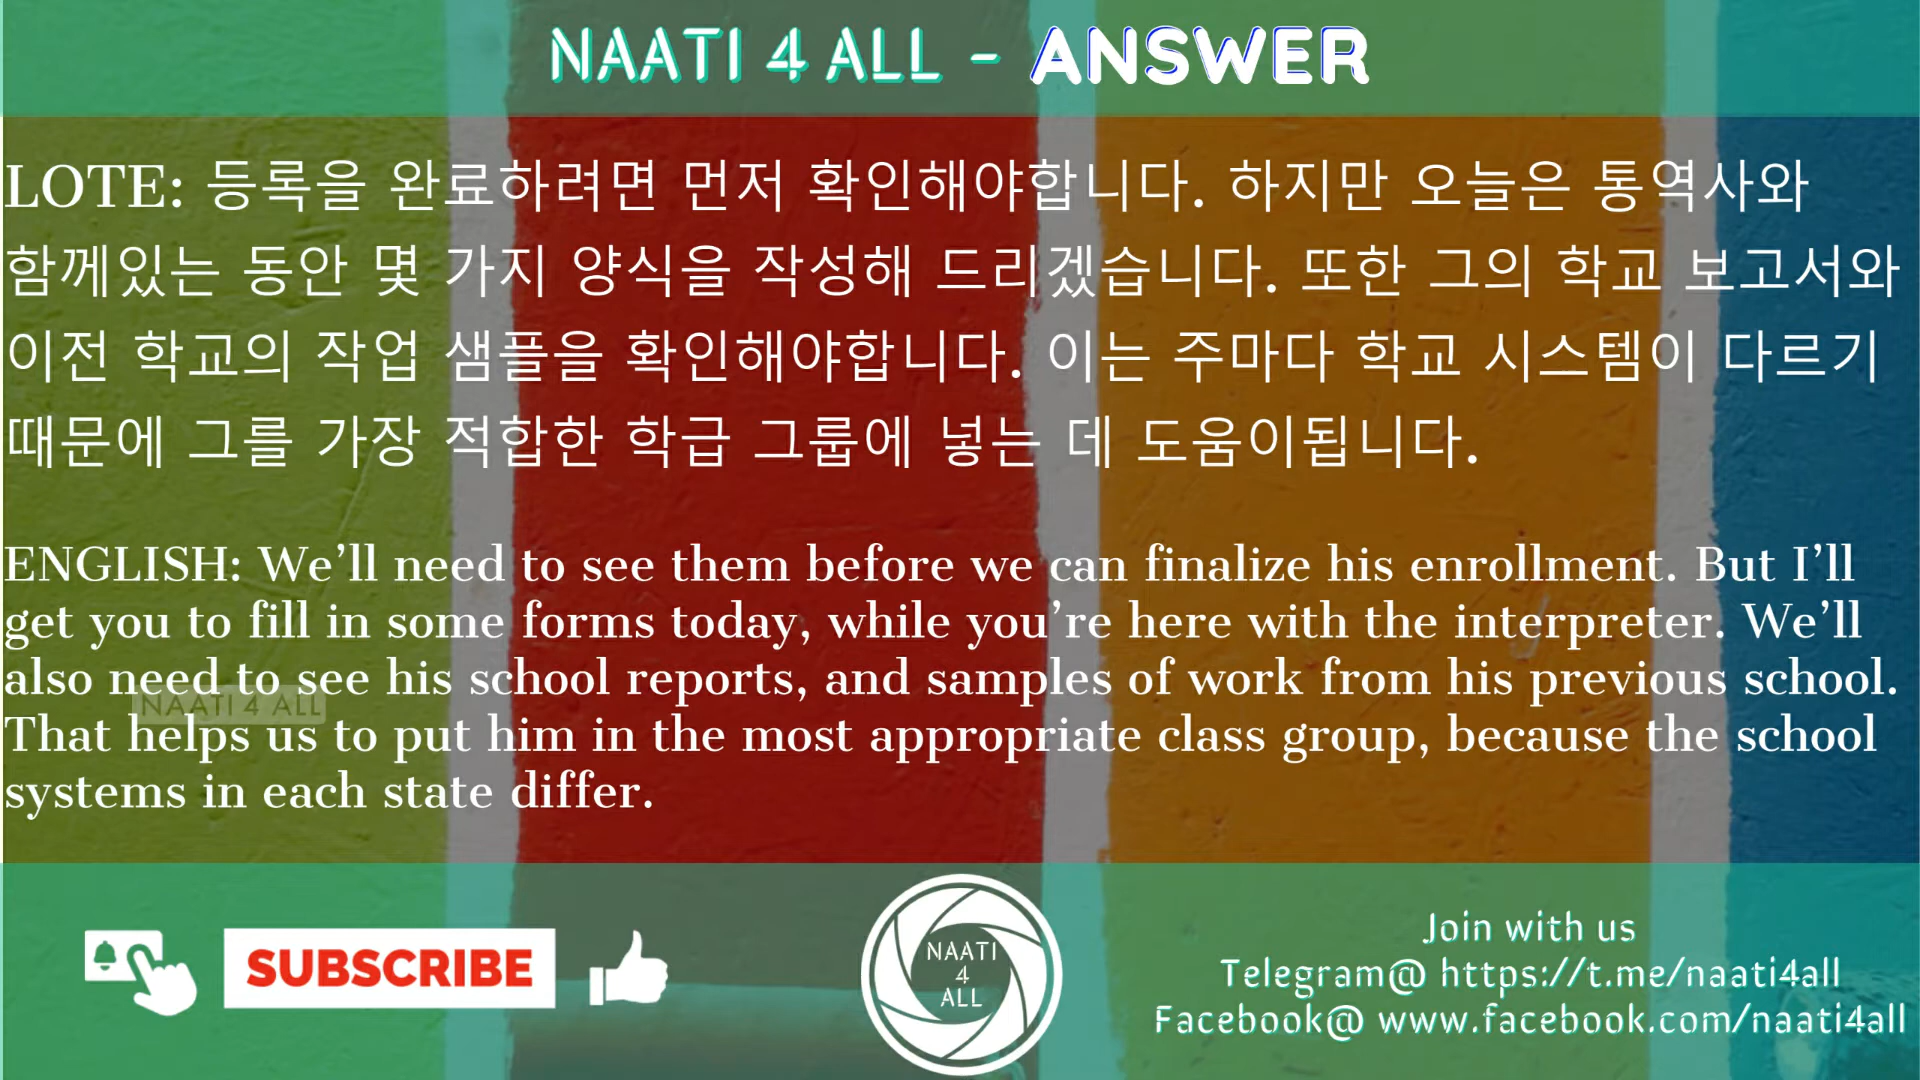 NAATI 4 ALL - ANSWER
LOTE: 등록을 완료하려면 먼저 확인해야합니다. 하지만 오늘은 통역사와
함께있는 동안 몇 가지 양식을 작성해 드리겠습니다. 또한 그의 학교 보고서와
이전 학교의 작업 샘플을 확인해야합니다. 이는 주마다 학교 시스템이 다르기
때문에 그를 가장 적합한 학급 그룹에 넣는 데 도움이됩니다.
ENGLISH: We’ll need to see them before we can finalize his enrollment. But I’ll
get you to fill in some forms today, while you’re here with the interpreter. We’ll
also need to see his school reports, and samples of work from his previous school.
NAATI 4 ALL
That helps us to put him in the most appropriate class group, because the school
systems in each state differ.
SUBSCRIBE
NAATI
4
ALL
Join with us
Telegram@ https://t.me/naati4all
Facebook@ www.facebook.com/naati4all